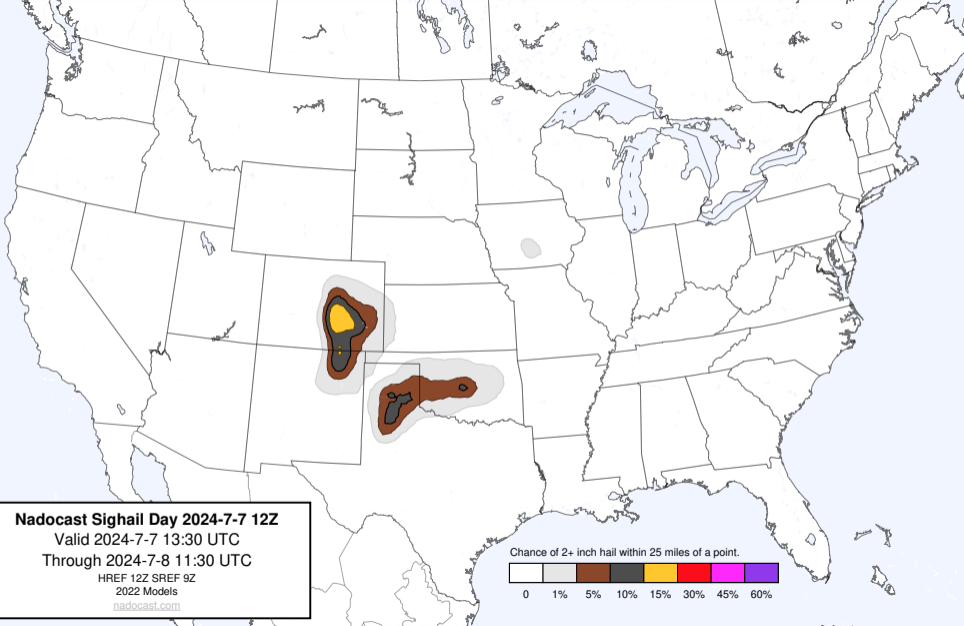 Nadocast Sighail Day 2024-7-7 12Z
Valid 2024-7-7 13:30 UTC
Through 2024-7-8 11:30 UTC
HREF 12Z SREF 9Z
2022 Models
nadocast.com
Chance of 2+ inch hail within 25 miles of a point.
0 1% 5% 10% 15% 30% 45% 60%